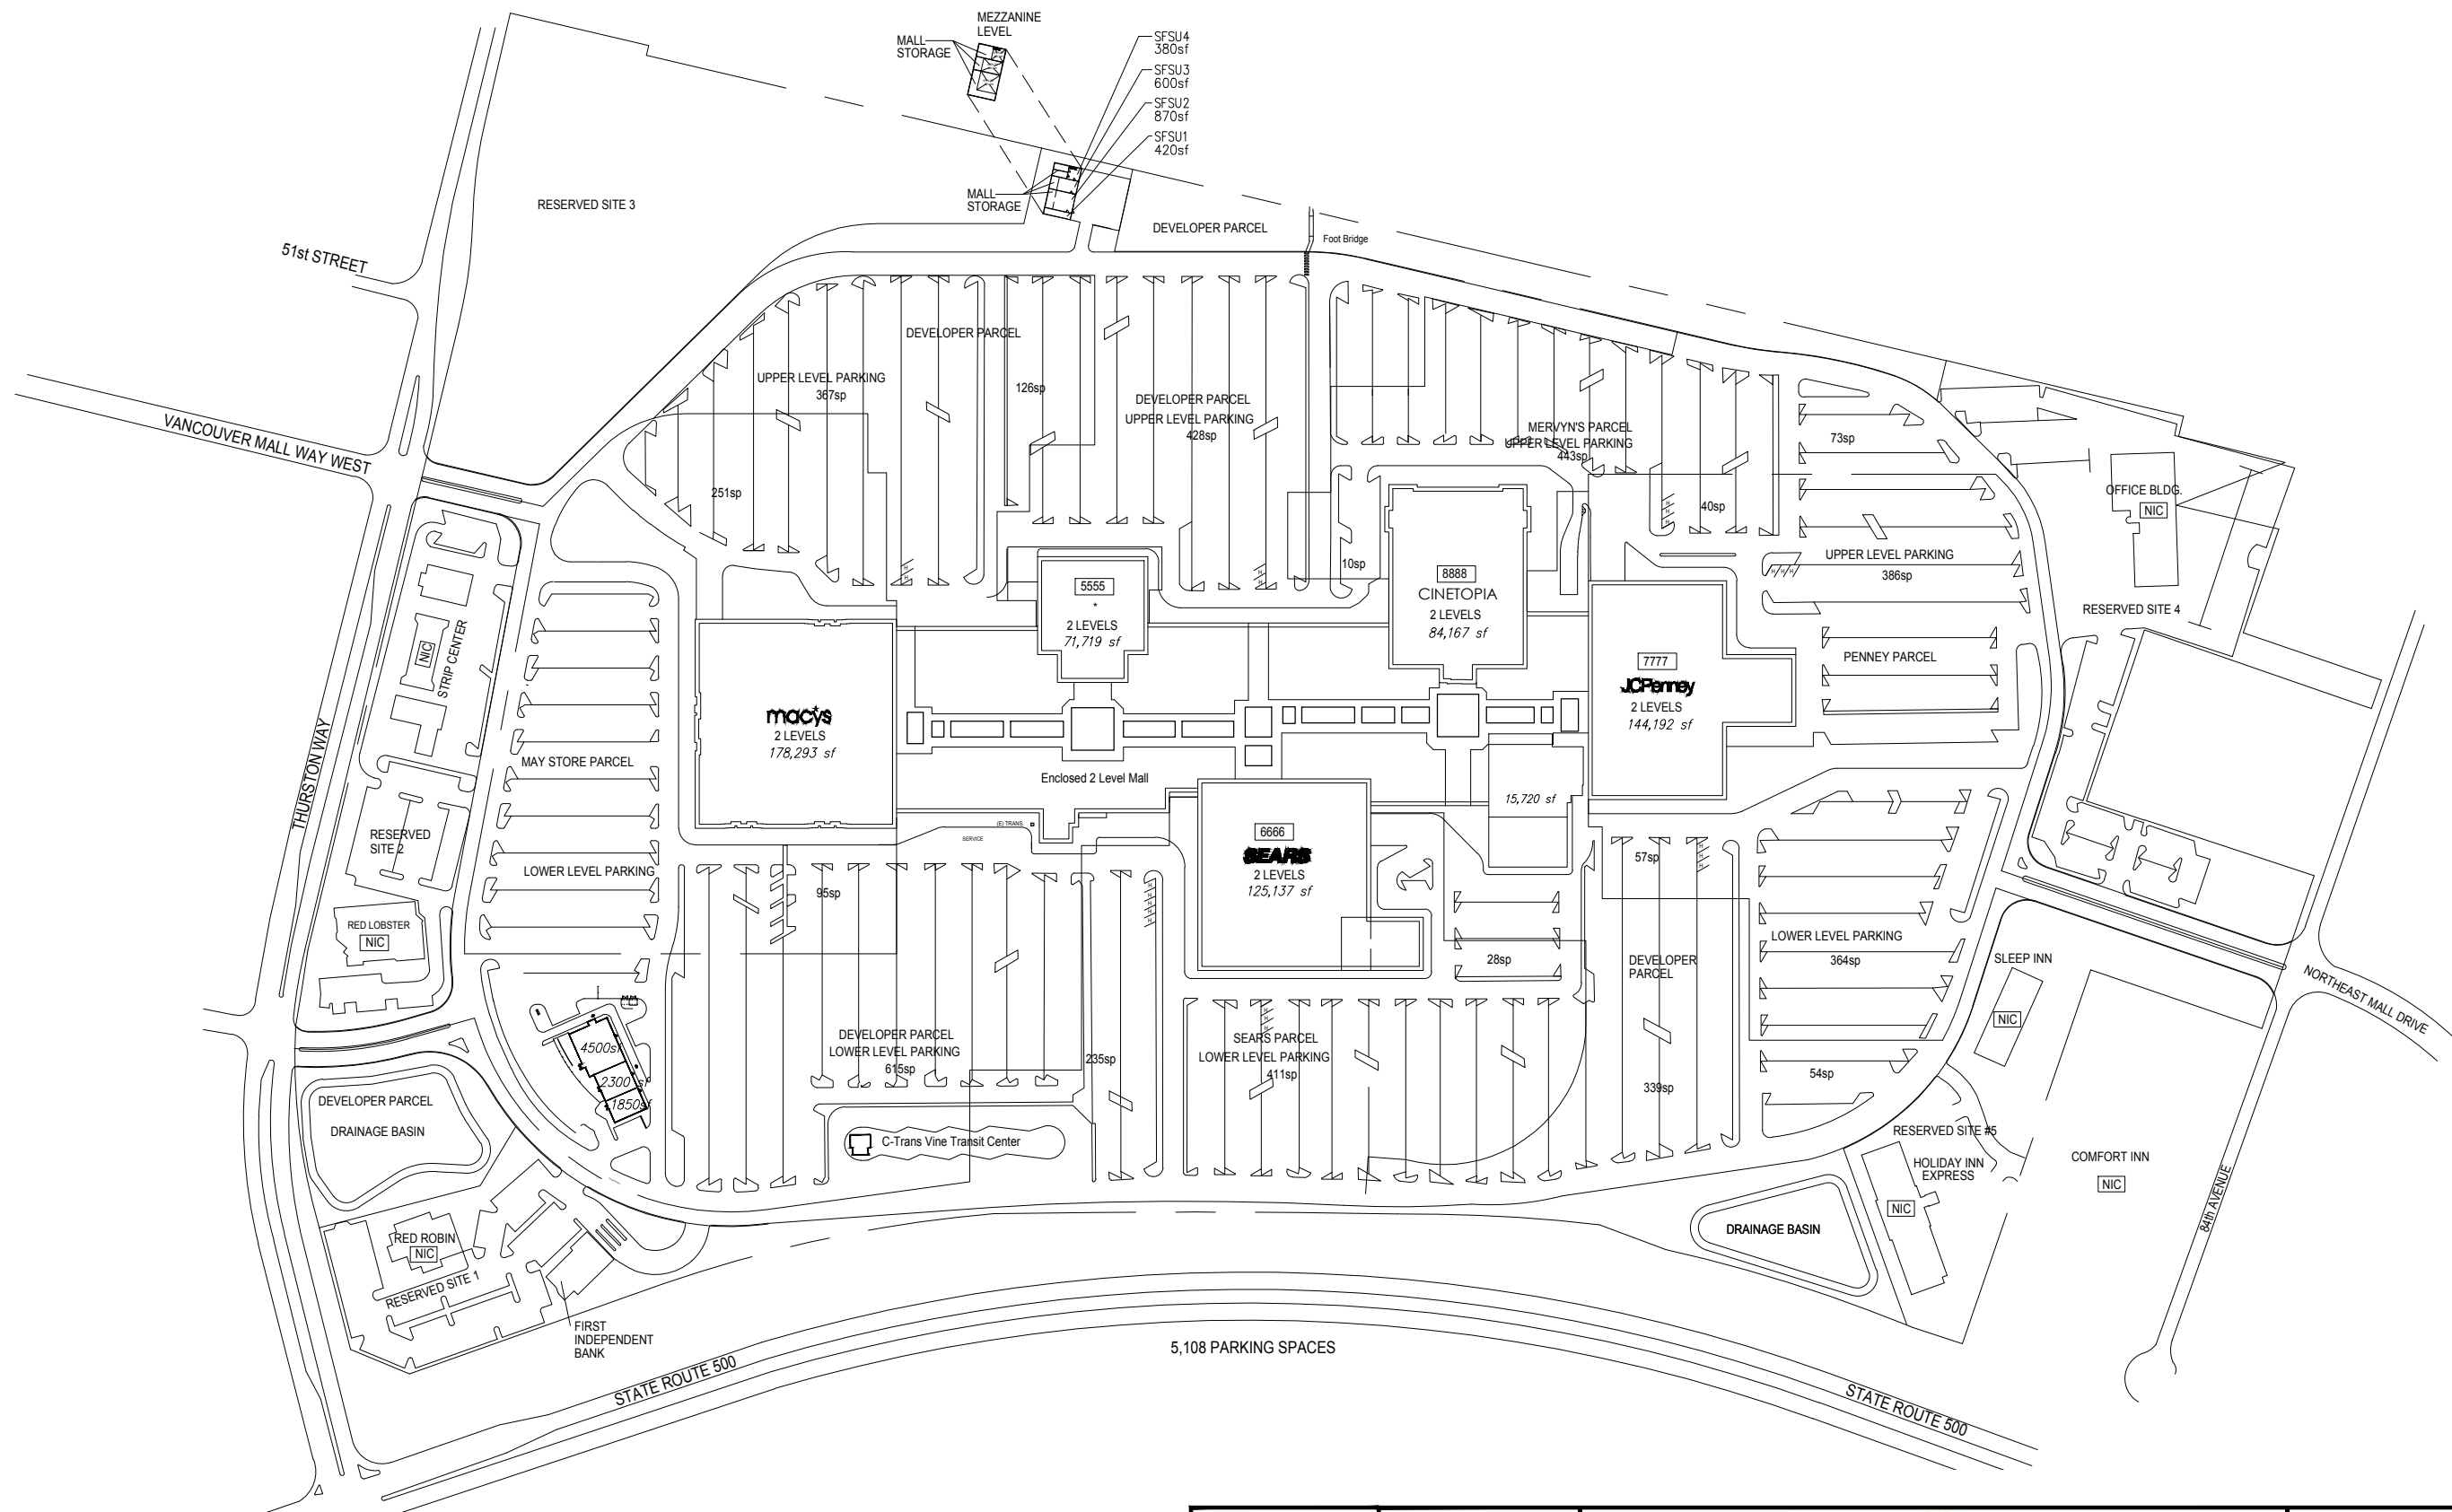 MEZZANINE
LEVEL
MALL
STORAGE
SFSU4
380sf
SFSU3
600sf
SFSU2
870sf
SFSU1
420sf
MALL
STORAGE
RESERVED SITE 3
DEVELOPER PARCEL
Foot Bridge
51st STREET
VANCOUVER MALL WAY WEST
DEVELOPER PARCEL
UPPER LEVEL PARKING
367sp
126sp
DEVELOPER PARCEL
UPPER LEVEL PARKING
428sp
MERVYN'S PARCEL
UPPER LEVEL PARKING
443sp
73sp
251sp
40sp
OFFICE BLDG.
NIC
10sp
UPPER LEVEL PARKING
386sp
RESERVED SITE 4
5555
*
2 LEVELS
71,719 sf
8888
CINETOPIA
2 LEVELS
84,167 sf
7777
JCPenney
2 LEVELS
144,192 sf
PENNEY PARCEL
NIC
STRIP CENTER
THURSTON WAY
macys
2 LEVELS
178,293 sf
MAY STORE PARCEL
Enclosed 2 Level Mall
15,720 sf
(E) TRANS
SERVICE
RESERVED
SITE 2
LOWER LEVEL PARKING
6666
SEARS
2 LEVELS
125,137 sf
57sp
95sp
RED LOBSTER
NIC
28sp
DEVELOPER
PARCEL
LOWER LEVEL PARKING
364sp
SLEEP INN
NIC
NORTHEAST MALL DRIVE
4500sf
2300 sf
1850sf
DEVELOPER PARCEL
LOWER LEVEL PARKING
615sp
235sp
SEARS PARCEL
LOWER LEVEL PARKING
411sp
339sp
54sp
DEVELOPER PARCEL
DRAINAGE BASIN
C-Trans Vine Transit Center
RESERVED SITE #5
HOLIDAY INN
EXPRESS
NIC
COMFORT INN
NIC
84th AVENUE
RED ROBIN
NIC
RESERVED SITE 1
DRAINAGE BASIN
FIRST
INDEPENDENT
BANK
5,108 PARKING SPACES
STATE ROUTE 500
STATE ROUTE 500